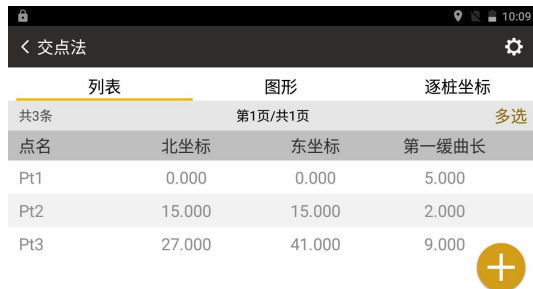 10:09
交点法
列表 图形 逐桩坐标
共3条 第1页/共1页 多选
点名 北坐标 东坐标 第一缓曲长
Pt1 0.000 0.000 5.000
Pt2 15.000 15.000 2.000
Pt3 27.000 41.000 9.000